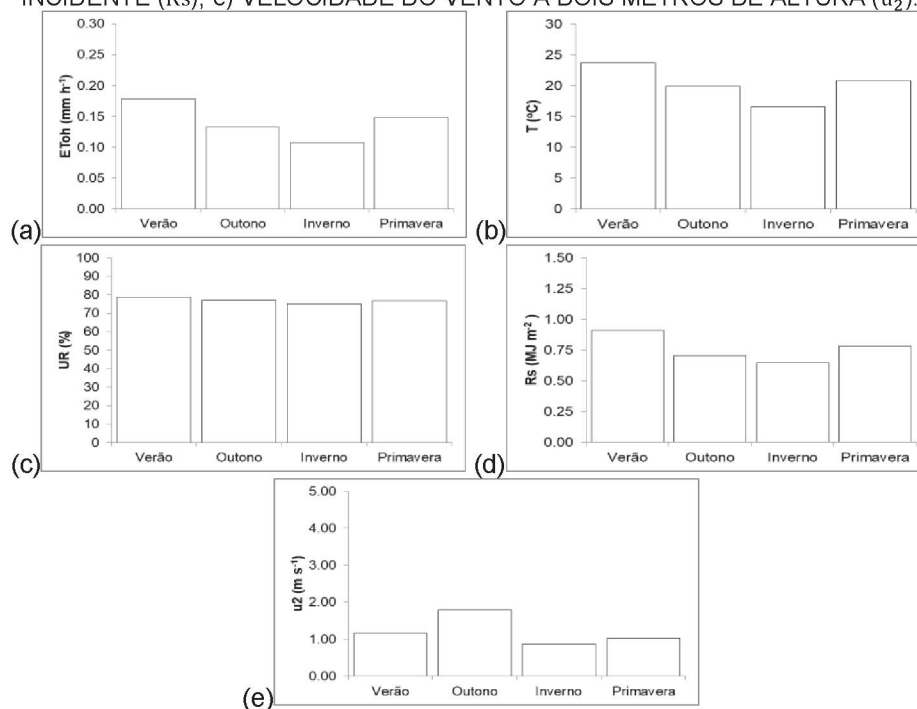 INCIDENTE (Rs); e) VELOCIDADE DO VENTO A DOIS METROS DE ALTURA (u₂).
0.30
0.25
0.20
0.15
0.10
0.05
0.00
EToh (mm h⁻¹)
Verão Outono Inverno Primavera
(a)
30
25
20
15
10
5
0
T (ºC)
Verão Outono Inverno Primavera
(b)
100
90
80
70
60
50
40
30
20
10
0
UR (%)
Verão Outono Inverno Primavera
(c)
1.50
1.25
1.00
0.75
0.50
0.25
0.00
Rs (MJ m⁻²)
Verão Outono Inverno Primavera
(d)
5.00
4.00
3.00
2.00
1.00
0.00
u2 (m s⁻¹)
Verão Outono Inverno Primavera
(e)